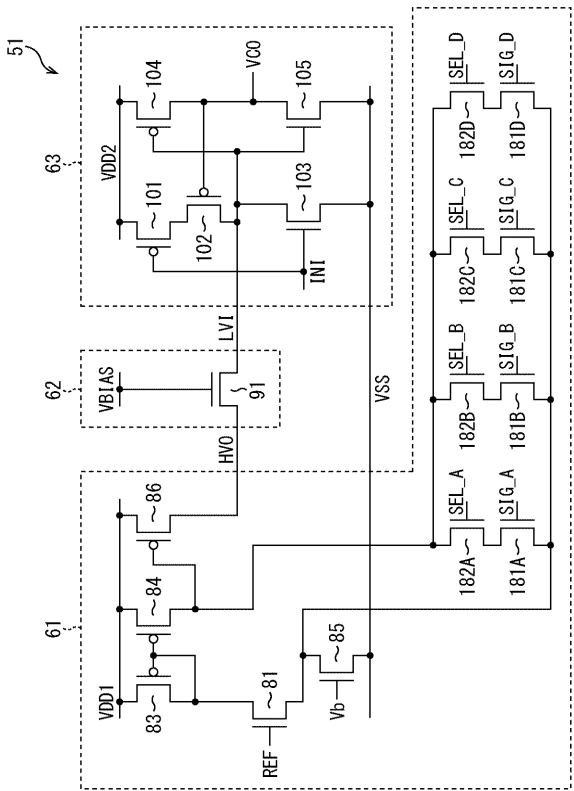 51
63
VDD2
101
104
102
VCO
103
105
INI
LVI
62
VBIAS
91
HVO
VSS
61
VDD1
83
84
86
81
REF
85
Vb
SEL_A
182A
SIG_A
181A
SEL_B
182B
SIG_B
181B
SEL_C
182C
SIG_C
181C
SEL_D
182D
SIG_D
181D